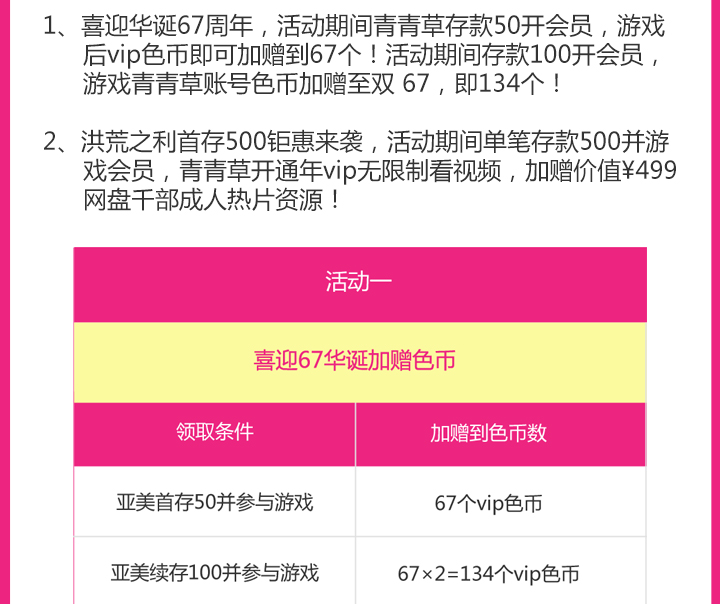 1、喜迎华诞67周年，活动期间青青草存款50开会员，游戏
后vip色币即可加赠到67个！活动期间存款100开会员，
游戏青青草账号色币加赠至双 67，即134个！
2、洪荒之利首存500钜惠来袭，活动期间单笔存款500并游
戏会员，青青草开通年vip无限制看视频，加赠价值¥499
网盘千部成人热片资源！
活动一
喜迎67华诞加赠色币
领取条件 加赠到色币数
亚美首存50并参与游戏 67个vip色币
亚美续存100并参与游戏 67×2=134个vip色币